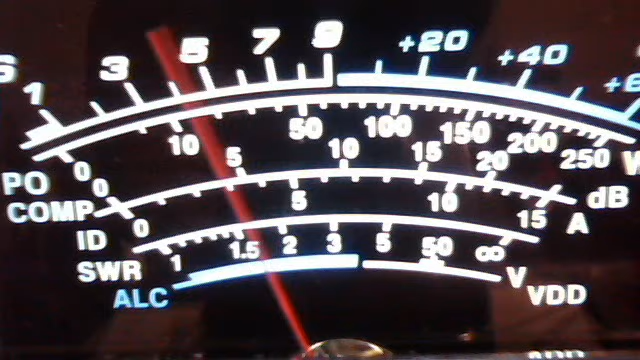 S 1 3 5 7 9 +20 +40 +6
PO 0 10 50 100 150 200 250 W
COMP 0 5 10 15 20 dB
ID 0 5 10 15 A
SWR 1 1.5 2 3 5 50 ∞ V
ALC VDD